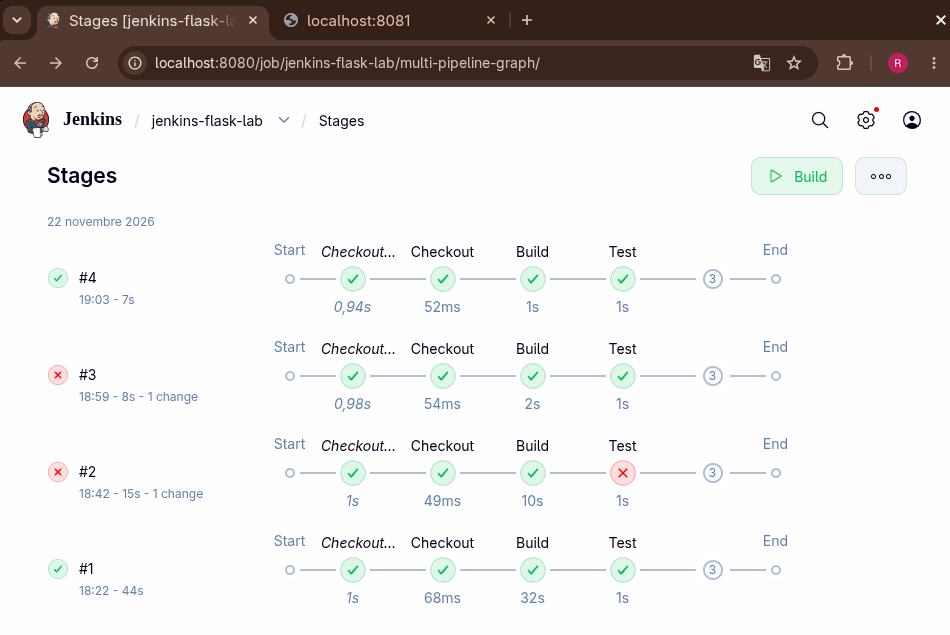 Stages [jenkins-flask-la
localhost:8081
localhost:8080/job/jenkins-flask-lab/multi-pipeline-graph/
R
Jenkins / jenkins-flask-lab / Stages
Stages
Build
22 novembre 2026
Start Checkout... Checkout Build Test End
#4
3
19:03 - 7s
0,94s 52ms 1s 1s
Start Checkout... Checkout Build Test End
#3
3
18:59 - 8s - 1 change
0,98s 54ms 2s 1s
Start Checkout... Checkout Build Test End
#2
3
18:42 - 15s - 1 change
1s 49ms 10s 1s
Start Checkout... Checkout Build Test End
#1
3
18:22 - 44s
1s 68ms 32s 1s